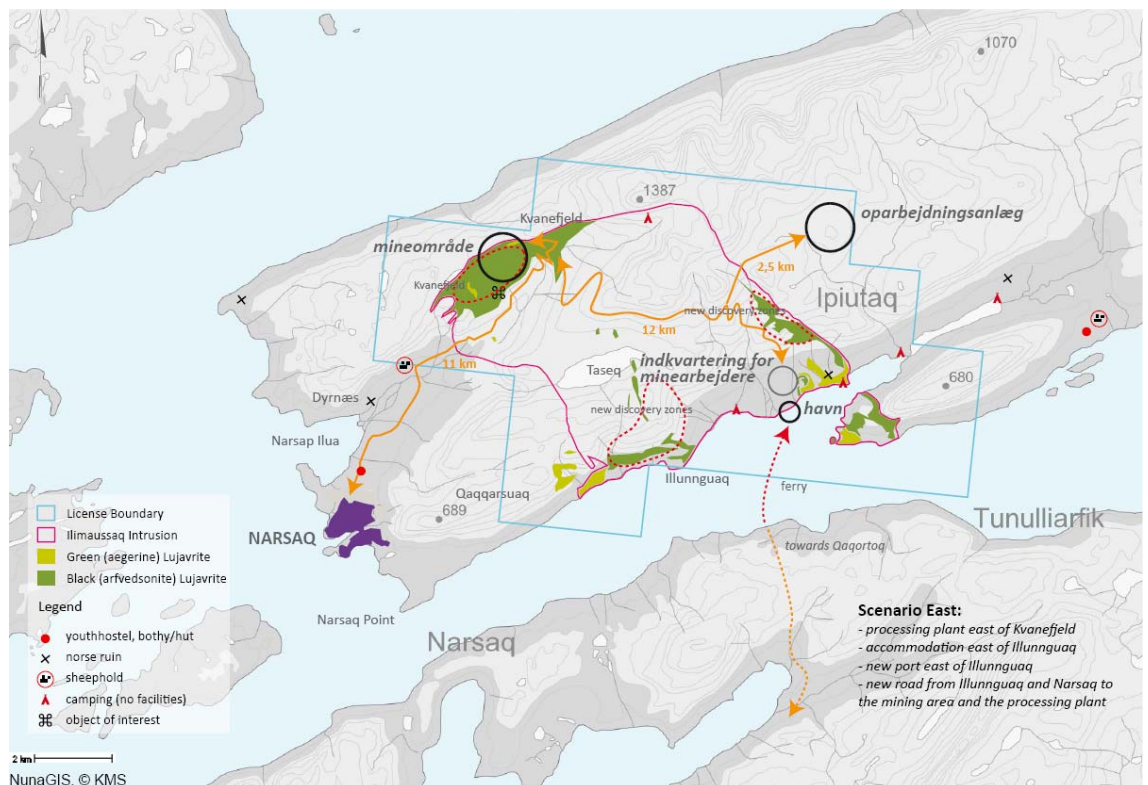 1070
1387
Kvanefjeld
oparbejdningsanlæg
mineområde
2,5 km
Kvanefjeld
Ipiutaq
new discovery zones
12 km
indkvartering for
minearbejdere
11 km
Taseq
680
Dyrnæs
havn
new discovery zones
Narsap Ilua
Illunnguaq
ferry
Qaqqarsuaq
689
Tunulliarfik
NARSAQ
towards Qaqortoq
Narsaq Point
Narsaq
License Boundary
Ilimaussaq Intrusion
Green (aegerine) Lujavrite
Black (arfvedsonite) Lujavrite
Legend
youthhostel, bothy/hut
norse ruin
sheephold
camping (no facilities)
object of interest
2 km
NunaGIS, © KMS
Scenario East:
- processing plant east of Kvanefjeld
- accommodation east of Illunnguaq
- new port east of Illunnguaq
- new road from Illunnguaq and Narsaq to
the mining area and the processing plant